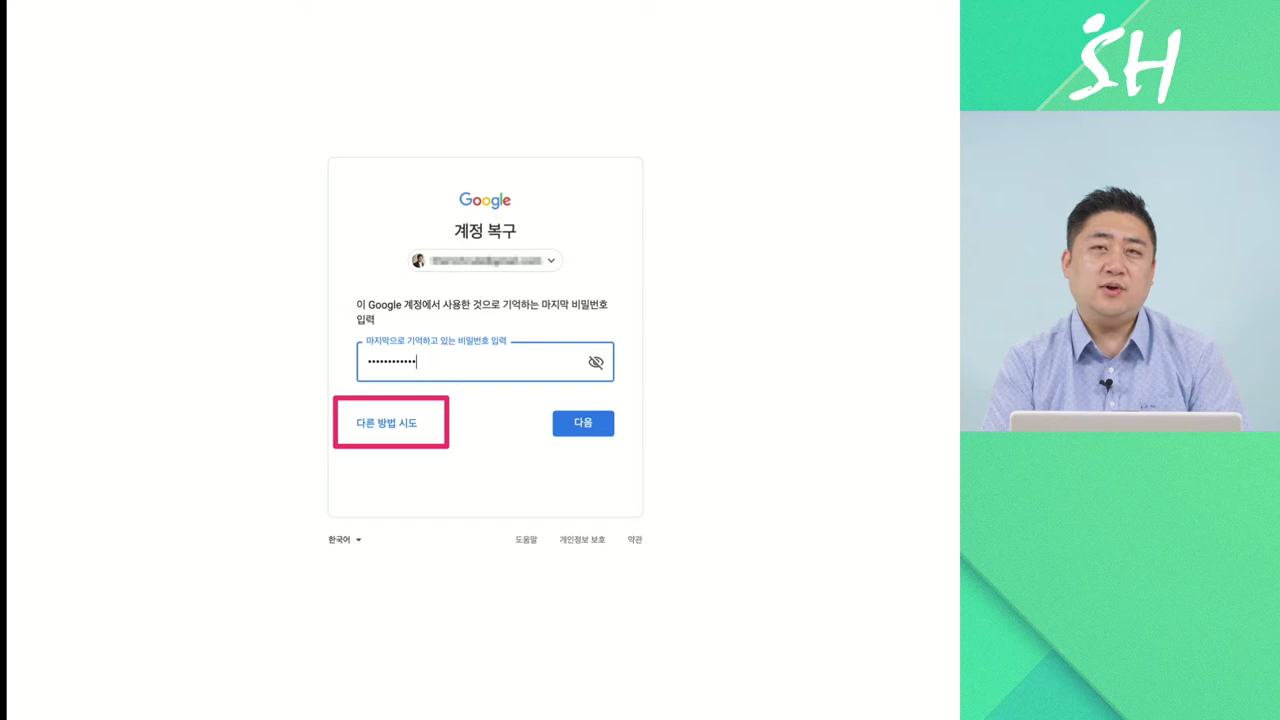 SH
Google
계정 복구
이 Google 계정에서 사용한 것으로 기억하는 마지막 비밀번호
입력
마지막으로 기억하고 있는 비밀번호 입력
••••••••••••
다른 방법 시도
다음
한국어
도움말
개인정보 보호
약관